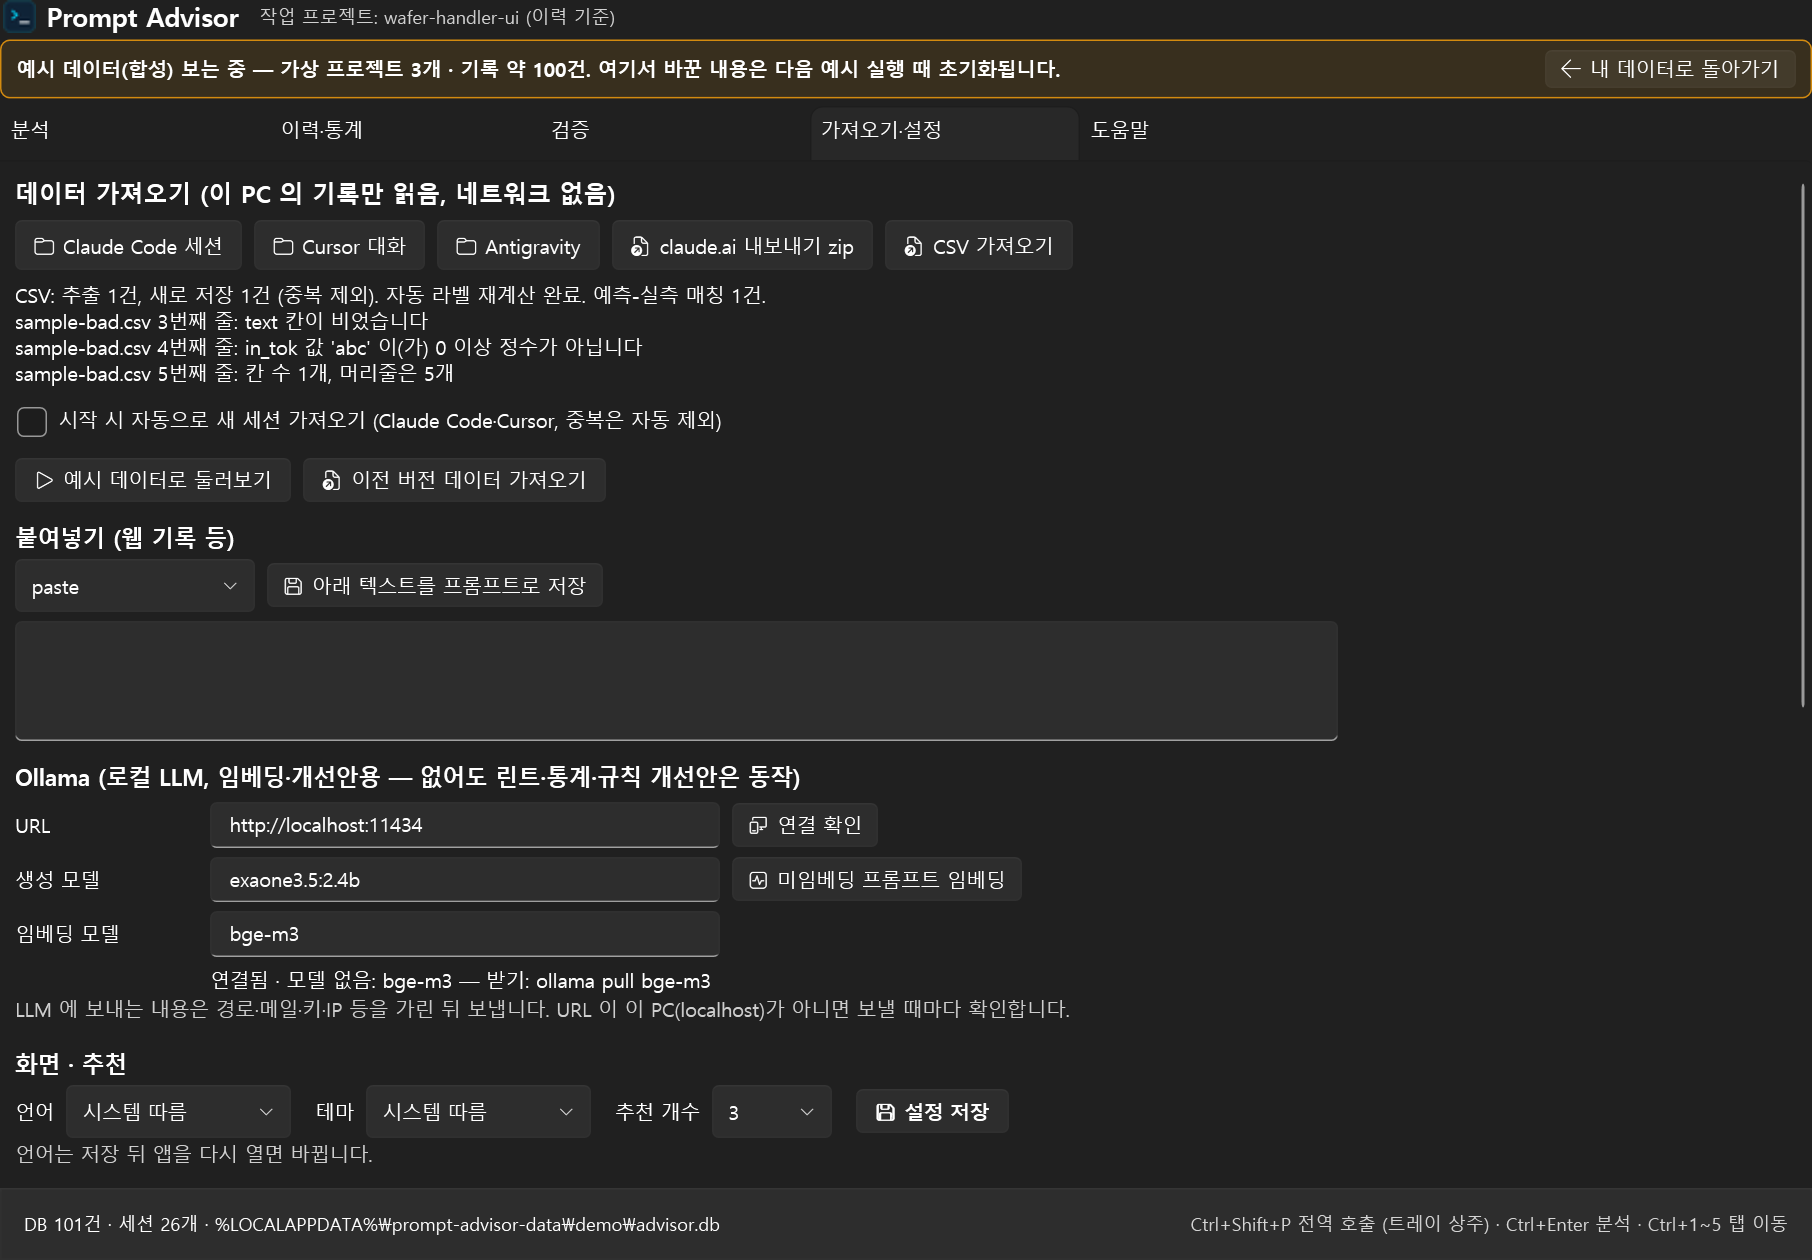 Prompt Advisor 작업 프로젝트: wafer-handler-ui (이력 기준)
예시 데이터(합성) 보는 중 — 가상 프로젝트 3개 · 기록 약 100건. 여기서 바꾼 내용은 다음 예시 실행 때 초기화됩니다. ← 내 데이터로 돌아가기
분석 이력·통계 검증 가져오기·설정 도움말
데이터 가져오기 (이 PC 의 기록만 읽음, 네트워크 없음)
Claude Code 세션 Cursor 대화 Antigravity claude.ai 내보내기 zip CSV 가져오기
CSV: 추출 1건, 새로 저장 1건 (중복 제외). 자동 라벨 재계산 완료. 예측-실측 매칭 1건.
sample-bad.csv 3번째 줄: text 칸이 비었습니다
sample-bad.csv 4번째 줄: in_tok 값 'abc' 이(가) 0 이상 정수가 아닙니다
sample-bad.csv 5번째 줄: 칸 수 1개, 머리줄은 5개
시작 시 자동으로 새 세션 가져오기 (Claude Code·Cursor, 중복은 자동 제외)
예시 데이터로 둘러보기 이전 버전 데이터 가져오기
붙여넣기 (웹 기록 등)
paste 아래 텍스트를 프롬프트로 저장
Ollama (로컬 LLM, 임베딩·개선안용 — 없어도 린트·통계·규칙 개선안은 동작)
URL http://localhost:11434 연결 확인
생성 모델 exaone3.5:2.4b 미임베딩 프롬프트 임베딩
임베딩 모델 bge-m3
연결됨 · 모델 없음: bge-m3 — 받기: ollama pull bge-m3
LLM 에 보내는 내용은 경로·메일·키·IP 등을 가린 뒤 보냅니다. URL 이 이 PC(localhost)가 아니면 보낼 때마다 확인합니다.
화면 · 추천
언어 시스템 따름 테마 시스템 따름 추천 개수 3 설정 저장
언어는 저장 뒤 앱을 다시 열면 바뀝니다.
DB 101건 · 세션 26개 · %LOCALAPPDATA%₩prompt-advisor-data₩demo₩advisor.db Ctrl+Shift+P 전역 호출 (트레이 상주) · Ctrl+Enter 분석 · Ctrl+1~5 탭 이동